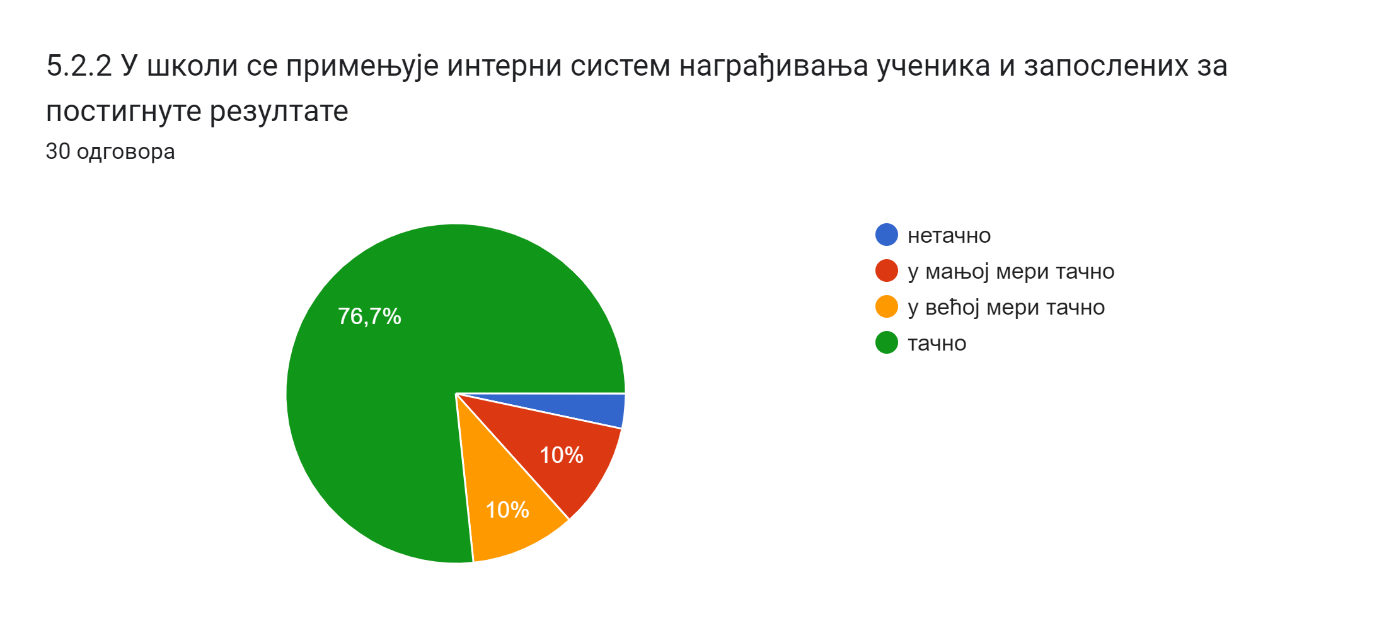 5.2.2 У школи се примењује интерни систем награђивања ученика и запослених за
постигнуте резултате
30 одговора
нетачно
у мањој мери тачно
у већој мери тачно
тачно
76,7%
10%
10%